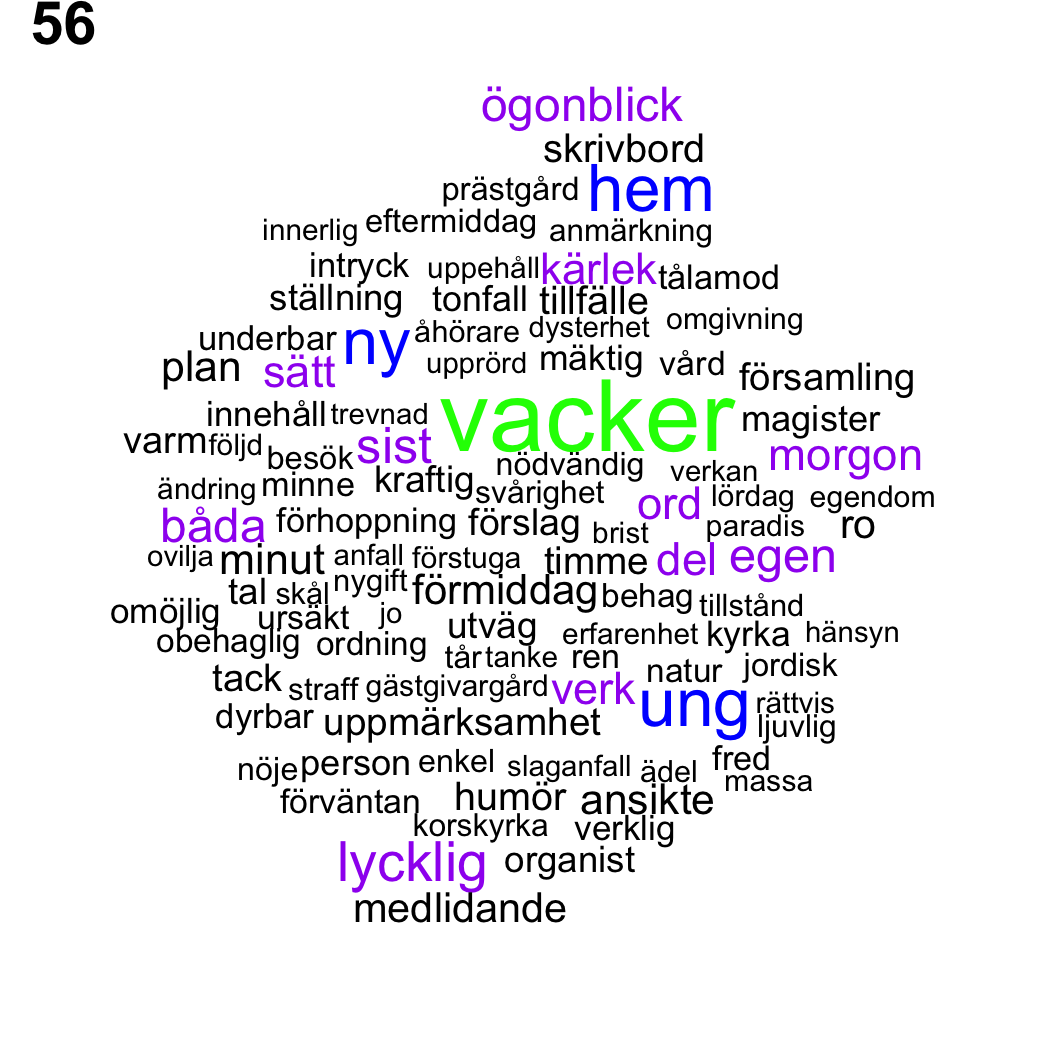 56
ögonblick
skrivbord
prästgård hem
innerlig eftermiddag anmärkning
intryck uppehåll kärlek tålamod
ställning tonfall tillfälle
underbar ny åhörare dysterhet omgivning
plan sätt upprörd mäktig vård församling
innehåll trevnad vacker magister
varm följd besök sist nödvändig verkan morgon
ändring minne kraftig svårighet ord lördag egendom
båda förhoppning förslag brist paradis ro
ovilja minut anfall förstuga timme del egen
tal skål nygift förmiddag behag tillstånd
omöjlig ursäkt jo utväg erfarenhet kyrka hänsyn
obehaglig ordning tår tanke ren natur jordisk
tack straff gästgivargård verk ung rättvis
dyrbar uppmärksamhet ljuvlig
nöje person enkel slaganfall ädel fred massa
förväntan humör ansikte
korskyrka verklig
lycklig organist
medlidande